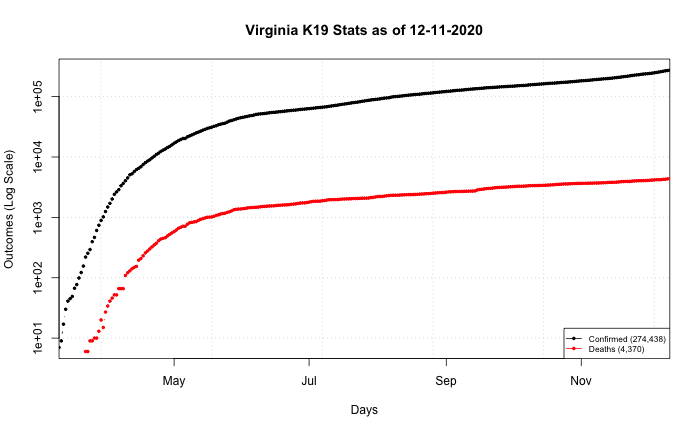 Virginia K19 Stats as of 12-11-2020
Outcomes (Log Scale)
1e+05
1e+04
1e+03
1e+02
1e+01
Confirmed (274,438)
Deaths (4,370)
May
Jul
Sep
Nov
Days